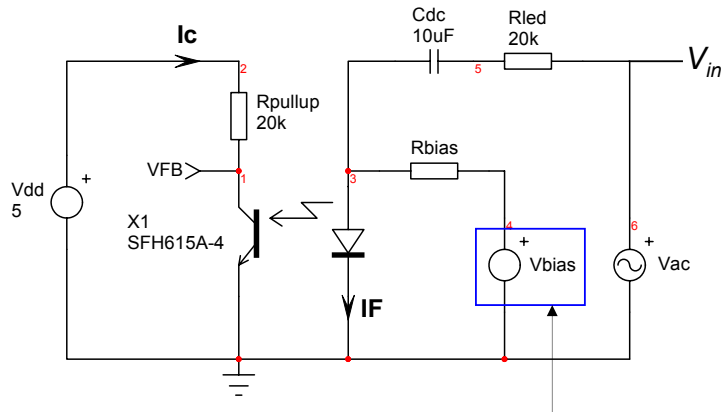 Ic
Cdc
10uF
Rled
20k
5
Vin
2
Rpullup
20k
VFB
1
Rbias
3
Vdd
5
+
X1
SFH615A-4
4
+
Vbias
6
+
Vac
IF